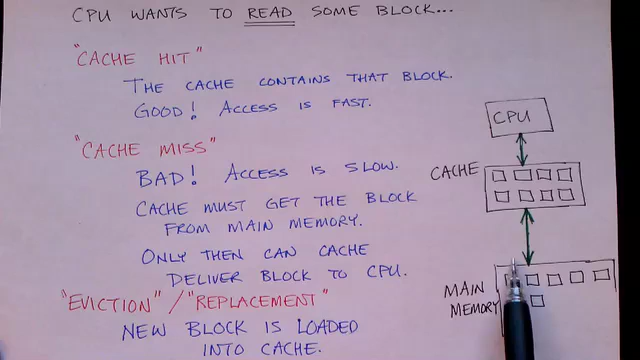 CPU WANTS TO READ SOME BLOCK...
"CACHE HIT"
THE CACHE CONTAINS THAT BLOCK.
GOOD! ACCESS IS FAST.
"CACHE MISS"
BAD! ACCESS IS SLOW.
CACHE MUST GET THE BLOCK
FROM MAIN MEMORY.
ONLY THEN CAN CACHE
DELIVER BLOCK TO CPU.
"EVICTION" / "REPLACEMENT"
NEW BLOCK IS LOADED
INTO CACHE.
CPU
CACHE
MAIN
MEMORY